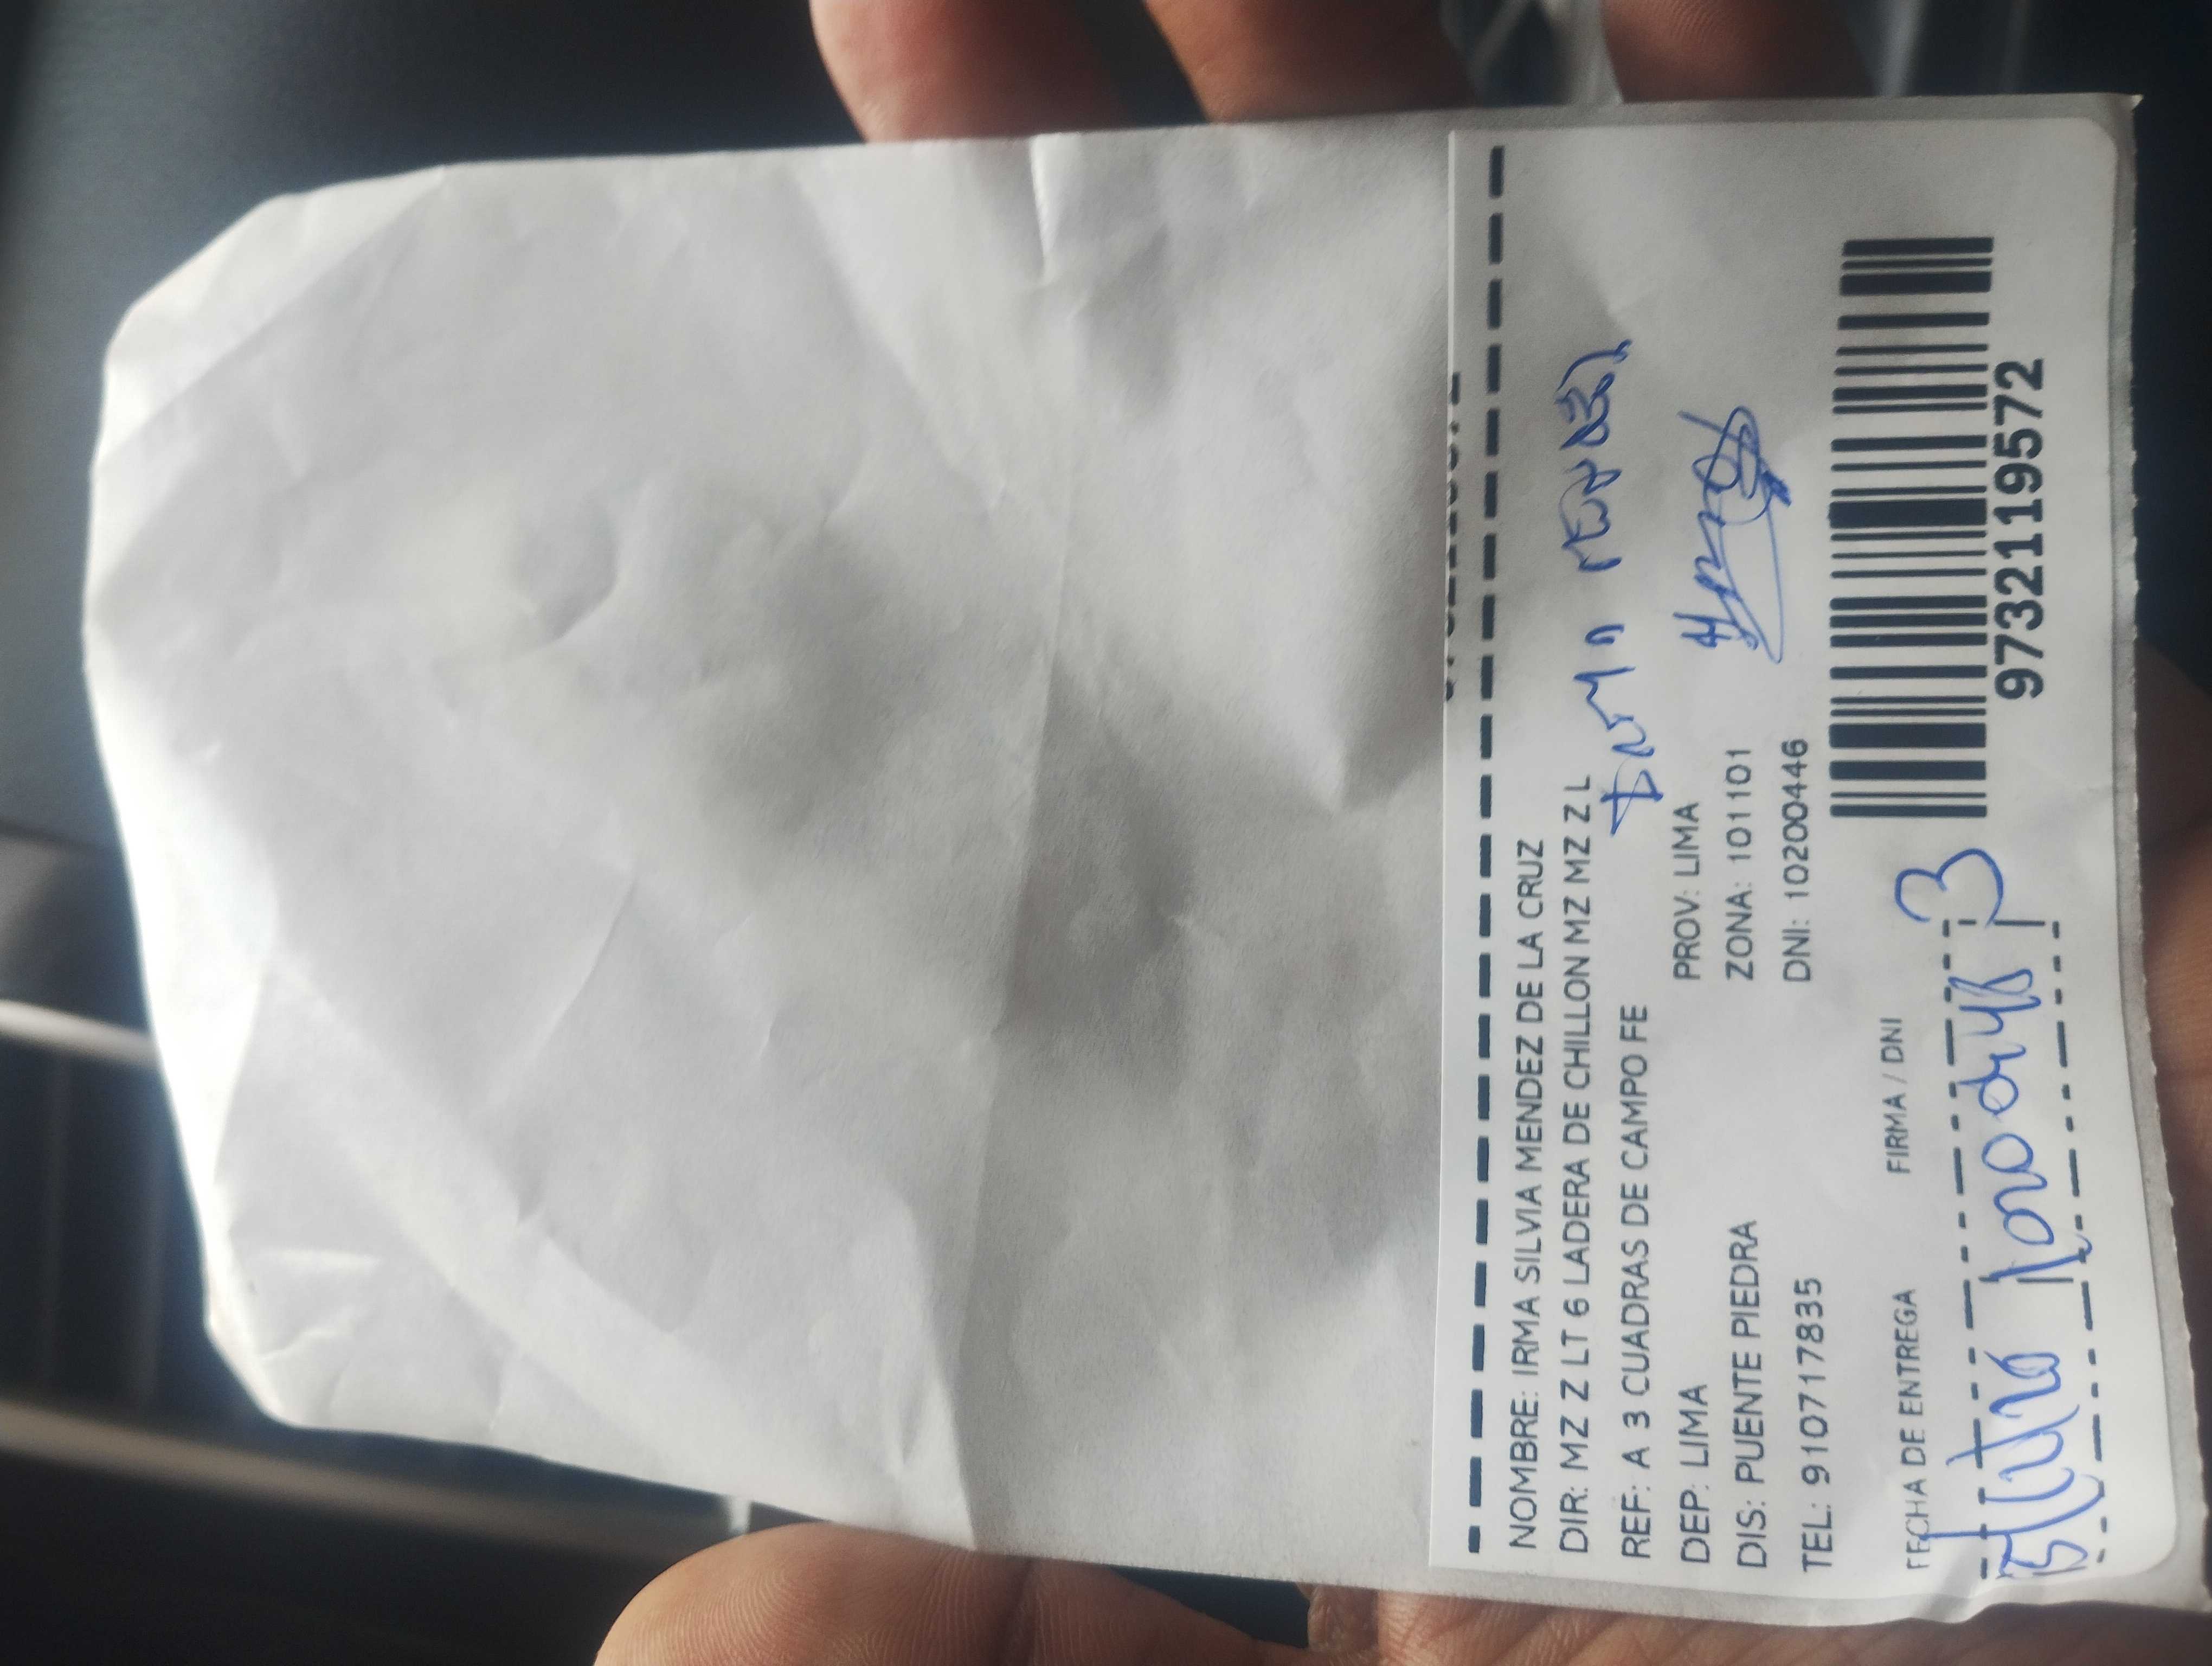 NOMBRE: IRMA SILVIA MENDEZ DE LA CRUZ
DIR: MZ Z LT 6 LADERA DE CHILLON MZ MZ MZ Z L
REF: A 3 CUADRAS DE CAMPO FE
DEP: LIMA PROV: LIMA
DIS: PUENTE PIEDRA ZONA: 101101
TEL: 910717835 DNI: 10200446
FECHA DE ENTREGA FIRMA / DNI
9732119572